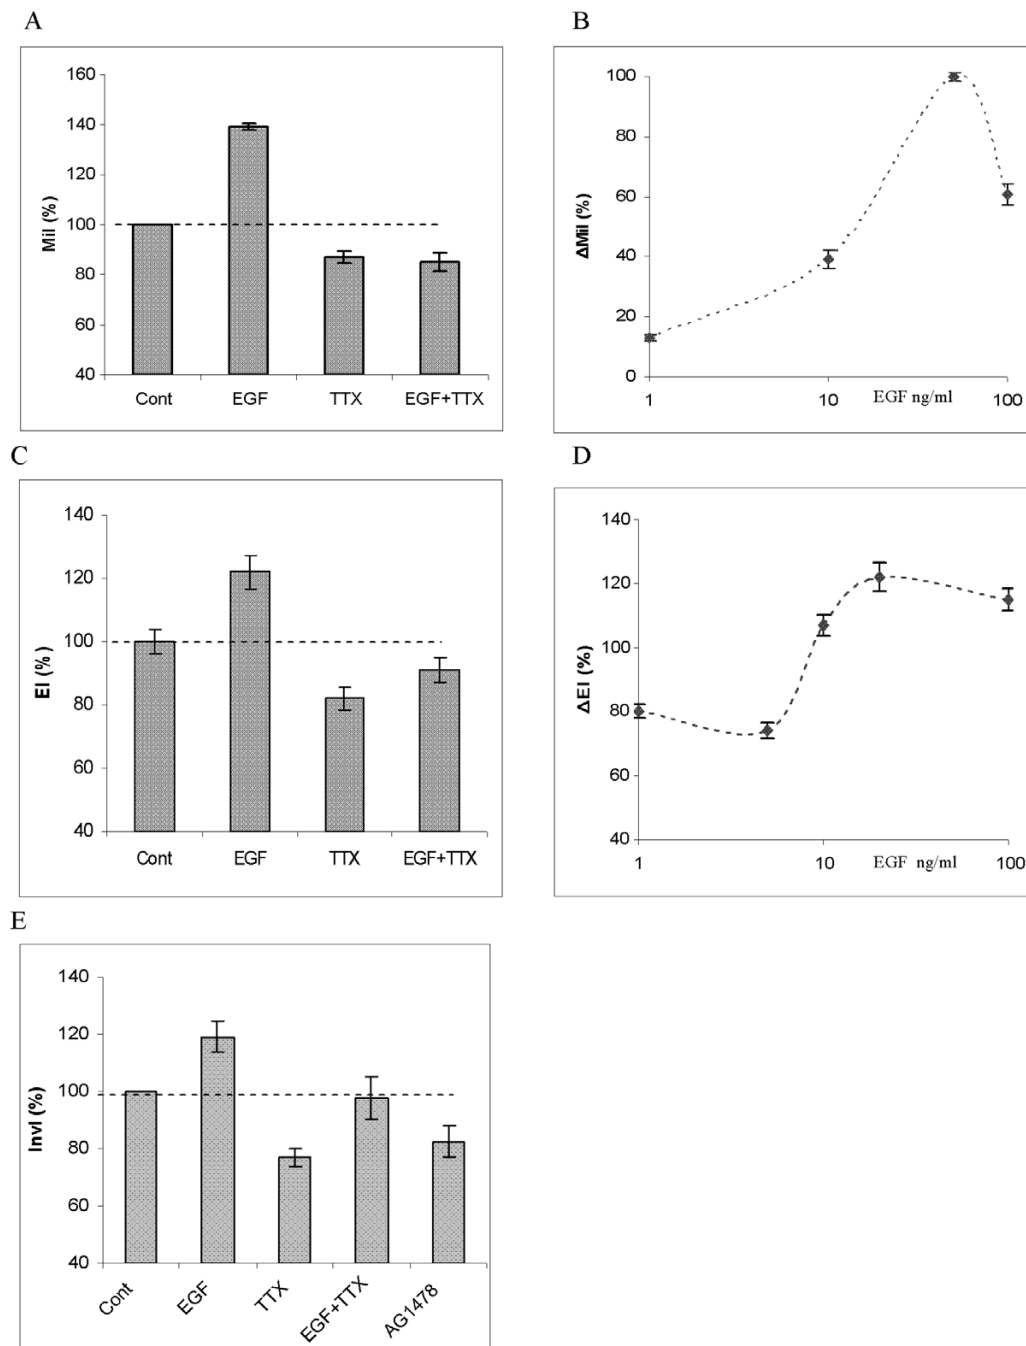 A
160
140
120
100
80
60
40
Mil (%)
Cont EGF TTX EGF+TTX
B
100
80
60
40
20
0
ΔMil (%)
1 10 EGF ng/ml 100
C
140
120
100
80
60
40
EI (%)
Cont EGF TTX EGF+TTX
D
140
120
100
80
60
40
ΔEI (%)
1 10 EGF ng/ml 100
E
140
120
100
80
60
40
InvI (%)
Cont EGF TTX EGF+TTX AG1478